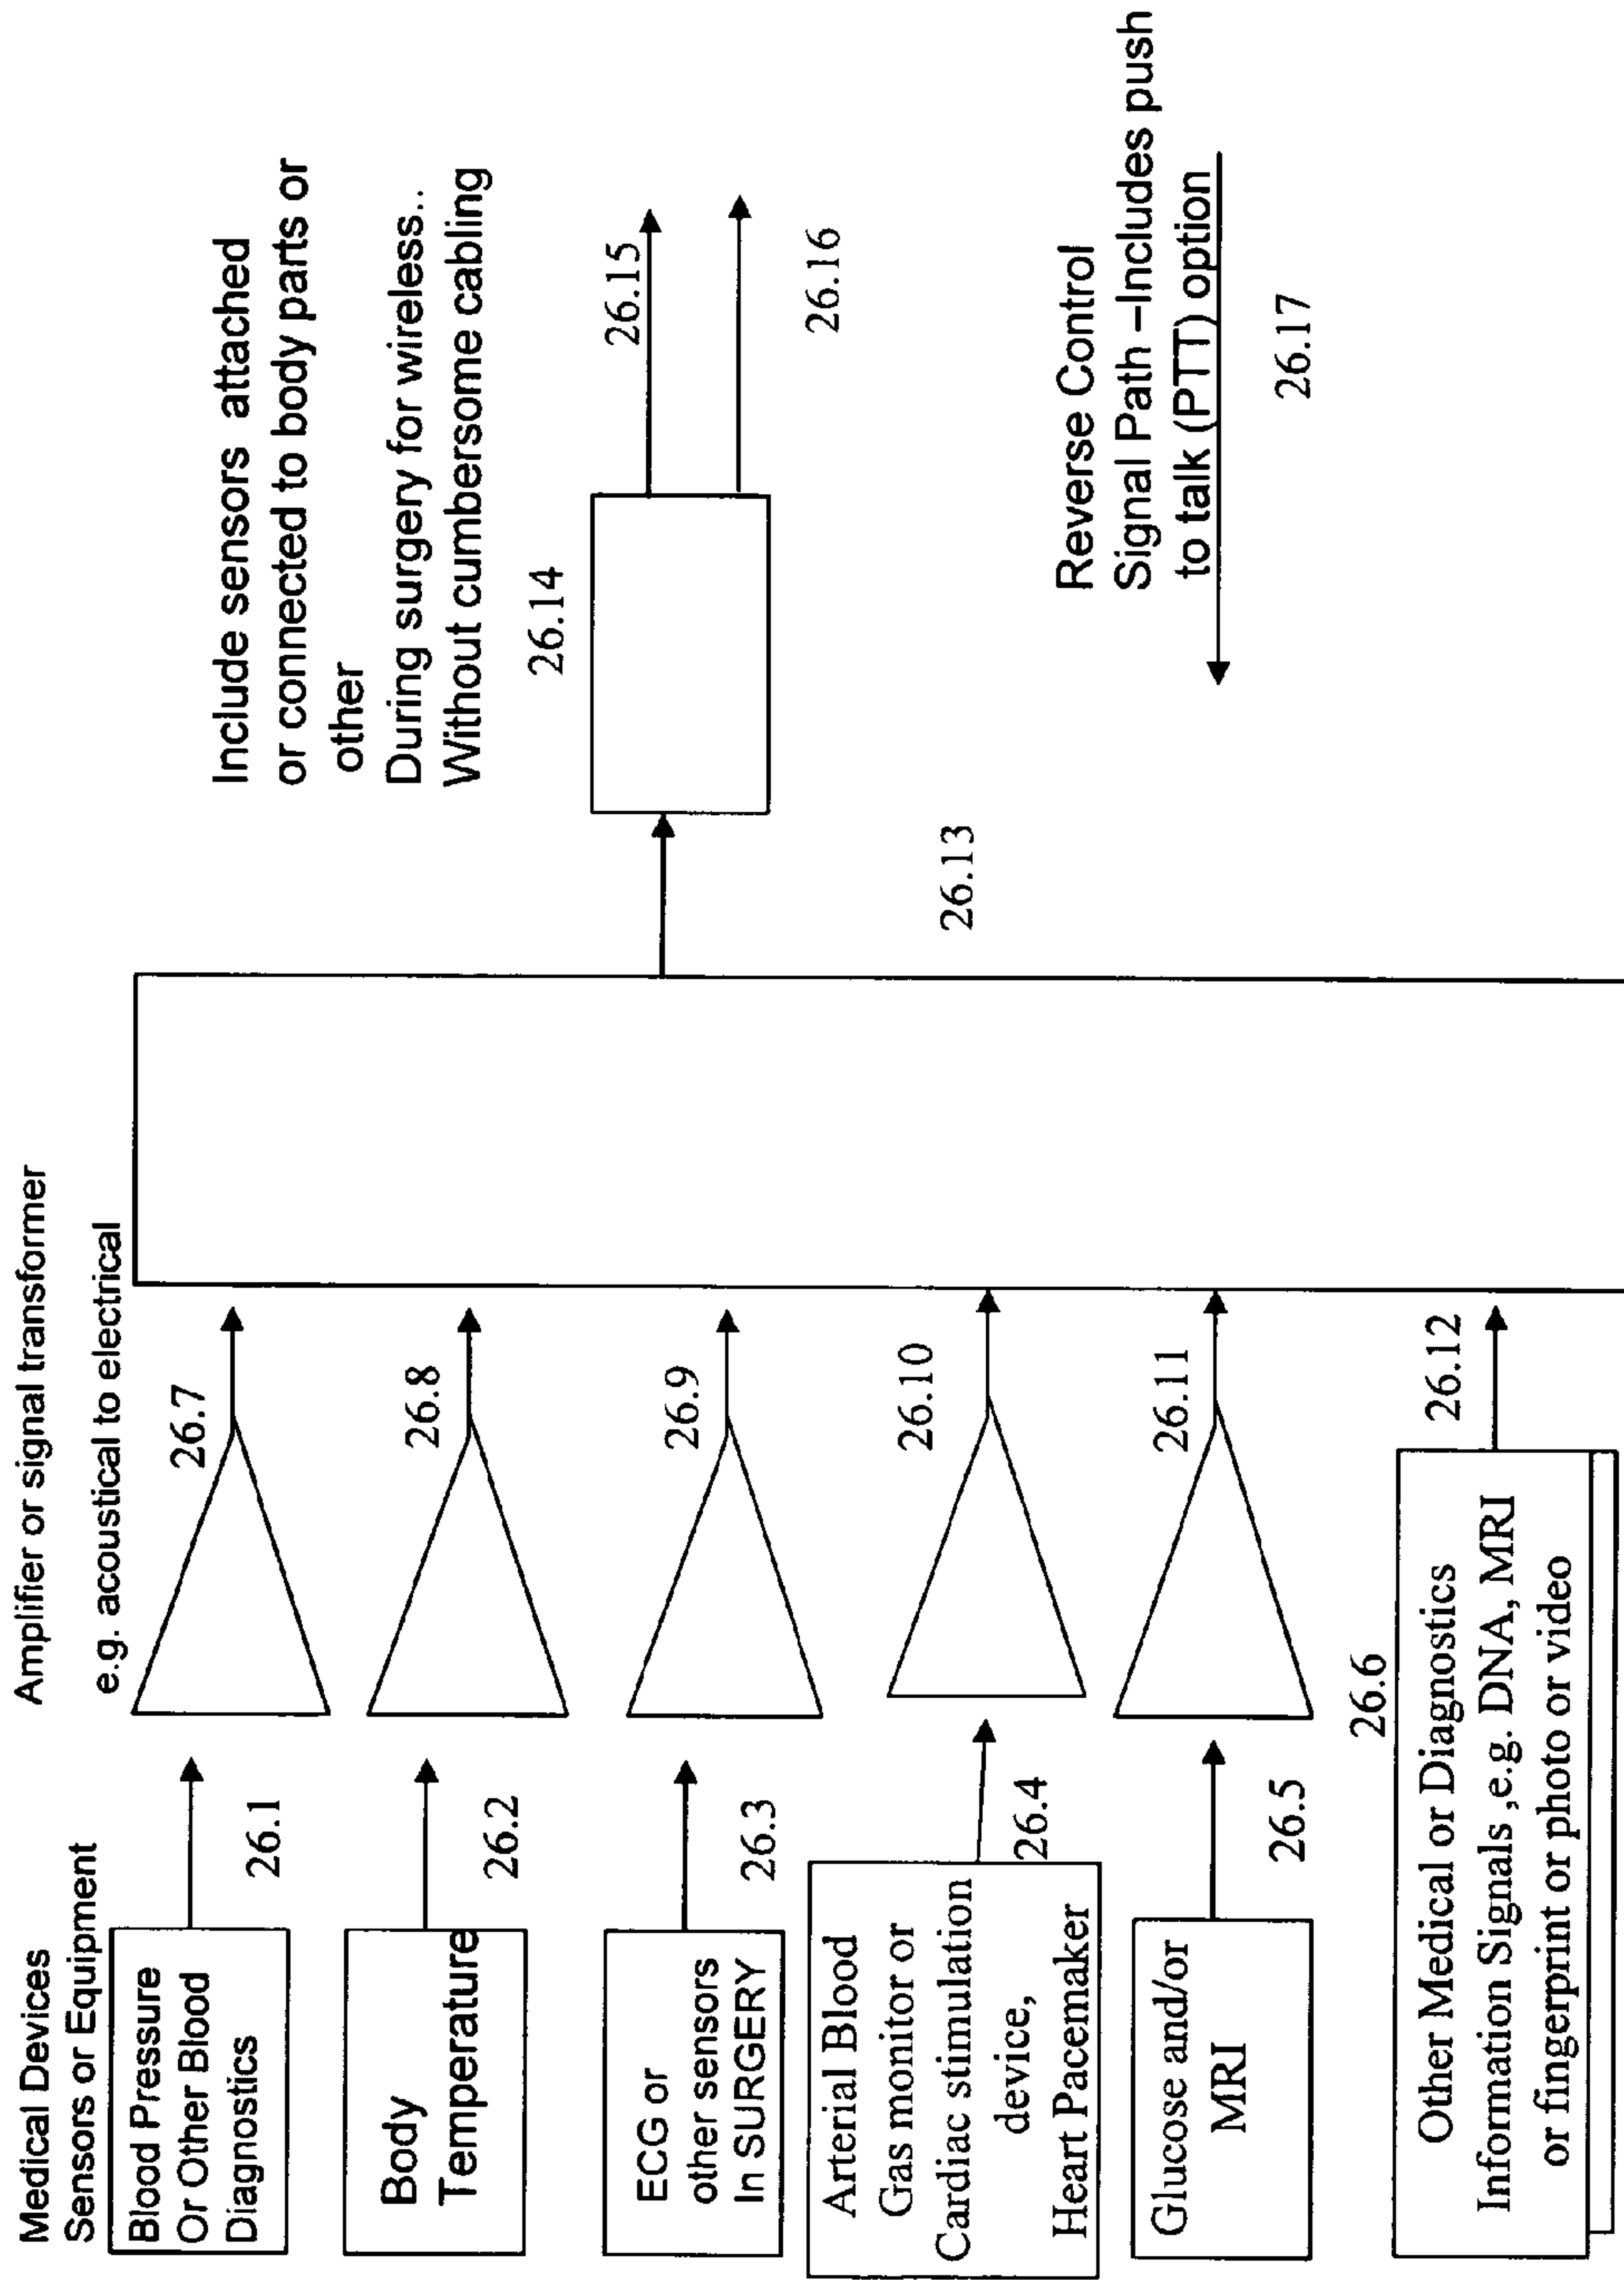 Medical Devices
Sensors or Equipment
Amplifier or signal transformer
e.g. acoustical to electrical
Blood Pressure
Or Other Blood
Diagnostics
26.1
26.7
Body
Temperature
26.2
26.8
ECG or
other sensors
In SURGERY
26.3
26.9
Arterial Blood
Gas monitor or
Cardiac stimulation
device,
Heart Pacemaker
26.4
26.10
Glucose and/or
MRI
26.5
26.11
26.6
Other Medical or Diagnostics
Information Signals ,e.g. DNA, MRI
or fingerprint or photo or video
26.12
26.13
Include sensors attached
or connected to body parts or
other
During surgery for wireless..
Without cumbersome cabling
26.14
26.15
26.16
Reverse Control
Signal Path –Includes push
to talk (PTT) option
26.17